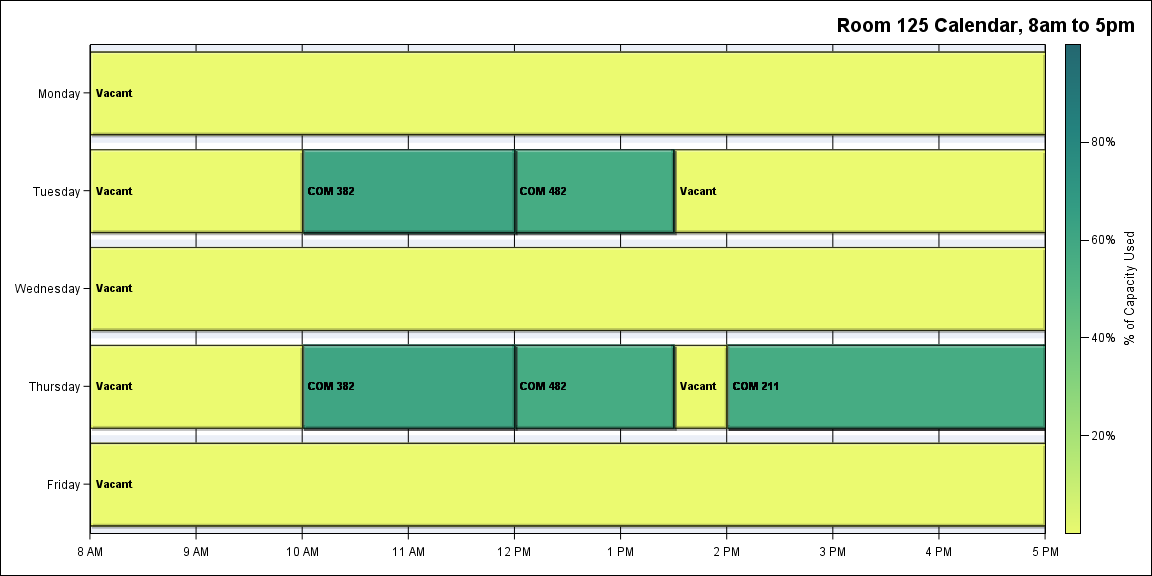 Room 125 Calendar, 8am to 5pm
Monday
Vacant
Tuesday
Vacant
COM 382
COM 482
Vacant
Wednesday
Vacant
Thursday
Vacant
COM 382
COM 482
Vacant
COM 211
Friday
Vacant
8 AM
9 AM
10 AM
11 AM
12 PM
1 PM
2 PM
3 PM
4 PM
5 PM
80%
60%
40%
20%
% of Capacity Used